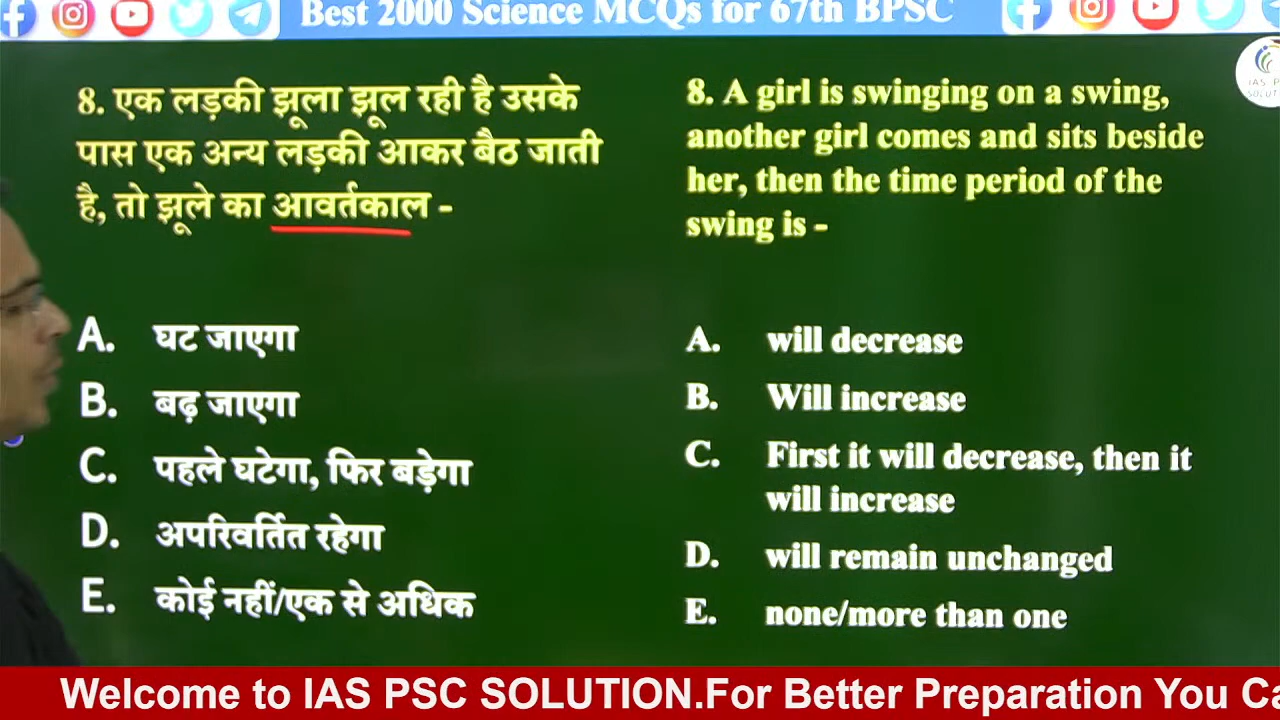 Best 2000 Science MCQs for 67th BPSC
8. एक लड़की झूला झूल रही है उसके
पास एक अन्य लड़की आकर बैठ जाती
है, तो झूले का आवर्तकाल -
A. घट जाएगा
B. बढ़ जाएगा
C. पहले घटेगा, फिर बड़ेगा
D. अपरिवर्तित रहेगा
E. कोई नहीं/एक से अधिक
8. A girl is swinging on a swing,
another girl comes and sits beside
her, then the time period of the
swing is -
A. will decrease
B. Will increase
C. First it will decrease, then it
will increase
D. will remain unchanged
E. none/more than one
IAS P
SOLUT
Welcome to IAS PSC SOLUTION.For Better Preparation You Ca